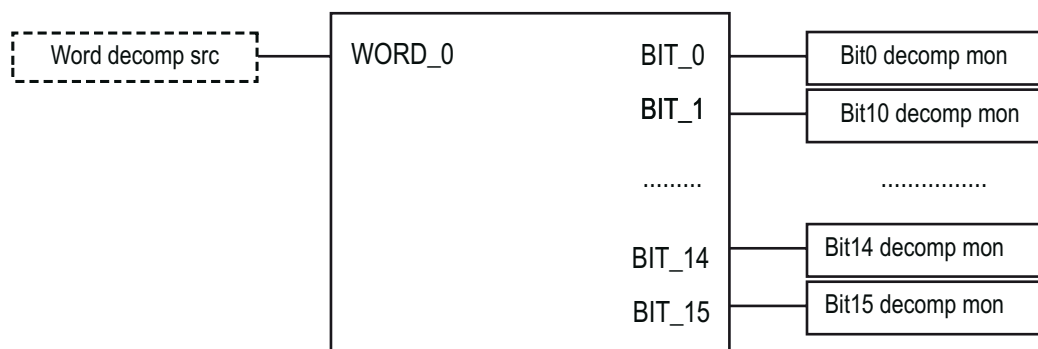 Word decomp src WORD_0 BIT_0 Bit0 decomp mon
BIT_1 Bit10 decomp mon
......... ................
BIT_14 Bit14 decomp mon
BIT_15 Bit15 decomp mon